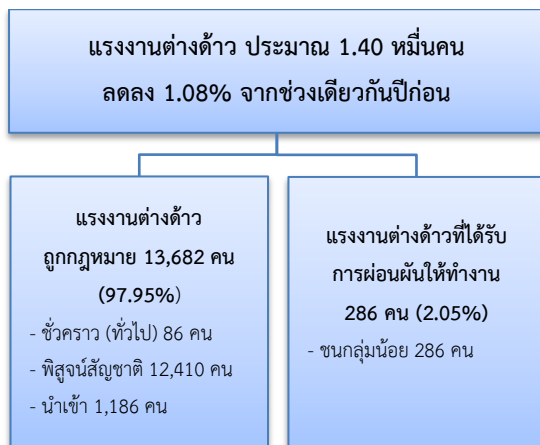 แรงงานต่างด้าว ประมาณ 1.40 หมื่นคน
ลดลง 1.08% จากช่วงเดียวกันปีก่อน
แรงงานต่างด้าว
ถูกกฎหมาย 13,682 คน
(97.95%)
- ชั่วคราว (ทั่วไป) 86 คน
- พิสูจน์สัญชาติ 12,410 คน
- นำเข้า 1,186 คน
แรงงานต่างด้าวที่ได้รับ
การผ่อนผันให้ทำงาน
286 คน (2.05%)
- ชนกลุ่มน้อย 286 คน